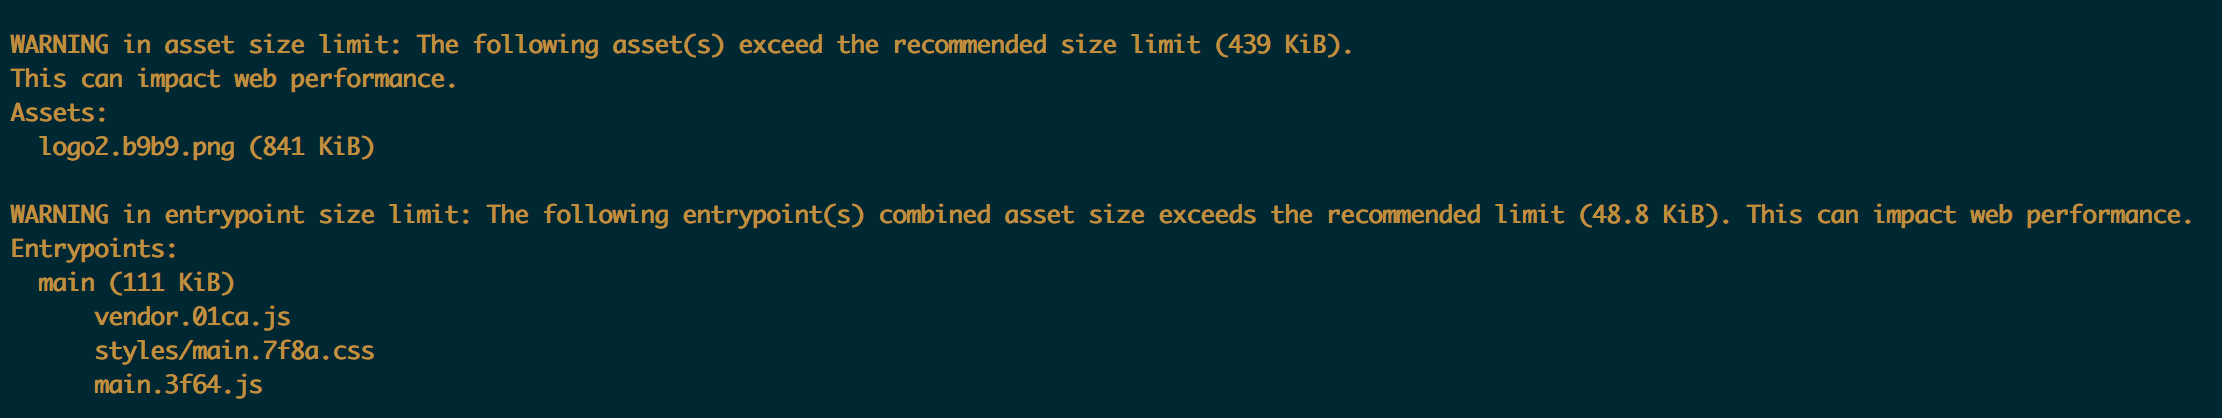 WARNING in asset size limit: The following asset(s) exceed the recommended size limit (439 KiB).
This can impact web performance.
Assets:
  logo2.b9b9.png (841 KiB)

WARNING in entrypoint size limit: The following entrypoint(s) combined asset size exceeds the recommended limit (48.8 KiB). This can impact web performance.
Entrypoints:
  main (111 KiB)
      vendor.01ca.js
      styles/main.7f8a.css
      main.3f64.js